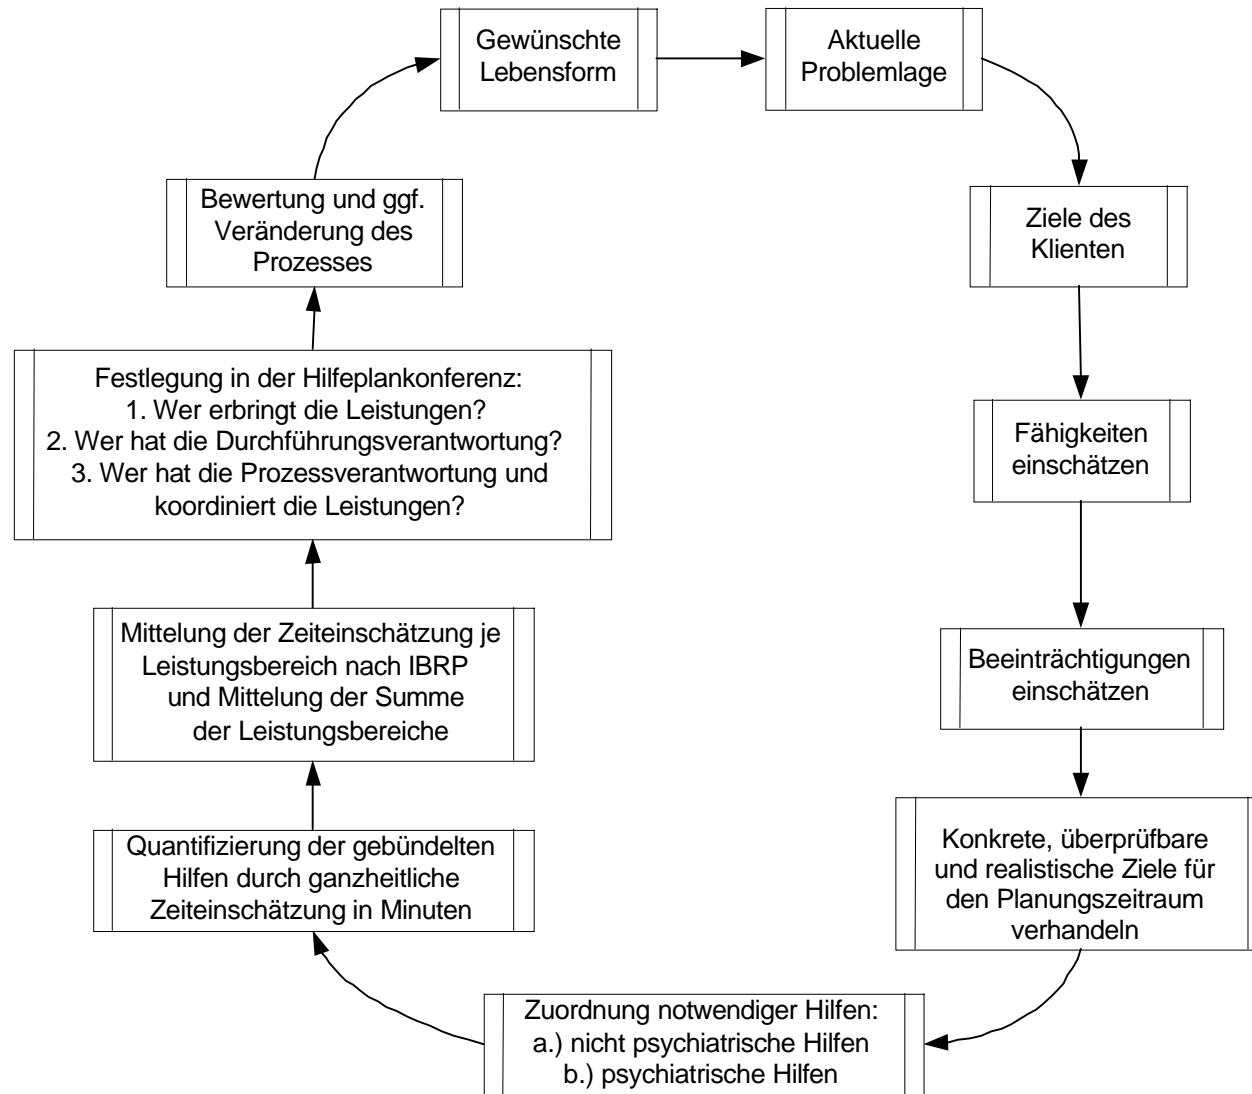 Gewünschte
Lebensform
Aktuelle
Problemlage
Ziele des
Klienten
Fähigkeiten
einschätzen
Beeinträchtigungen
einschätzen
Konkrete, überprüfbare
und realistische Ziele für
den Planungszeitraum
verhandeln
Zuordnung notwendiger Hilfen:
a.) nicht psychiatrische Hilfen
b.) psychiatrische Hilfen
Quantifizierung der gebündelten
Hilfen durch ganzheitliche
Zeiteinschätzung in Minuten
Mittelung der Zeiteinschätzung je
Leistungsbereich nach IBRP
und Mittelung der Summe
der Leistungsbereiche
Festlegung in der Hilfeplankonferenz:
1. Wer erbringt die Leistungen?
2. Wer hat die Durchführungsverantwortung?
3. Wer hat die Prozessverantwortung und
koordiniert die Leistungen?
Bewertung und ggf.
Veränderung des
Prozesses